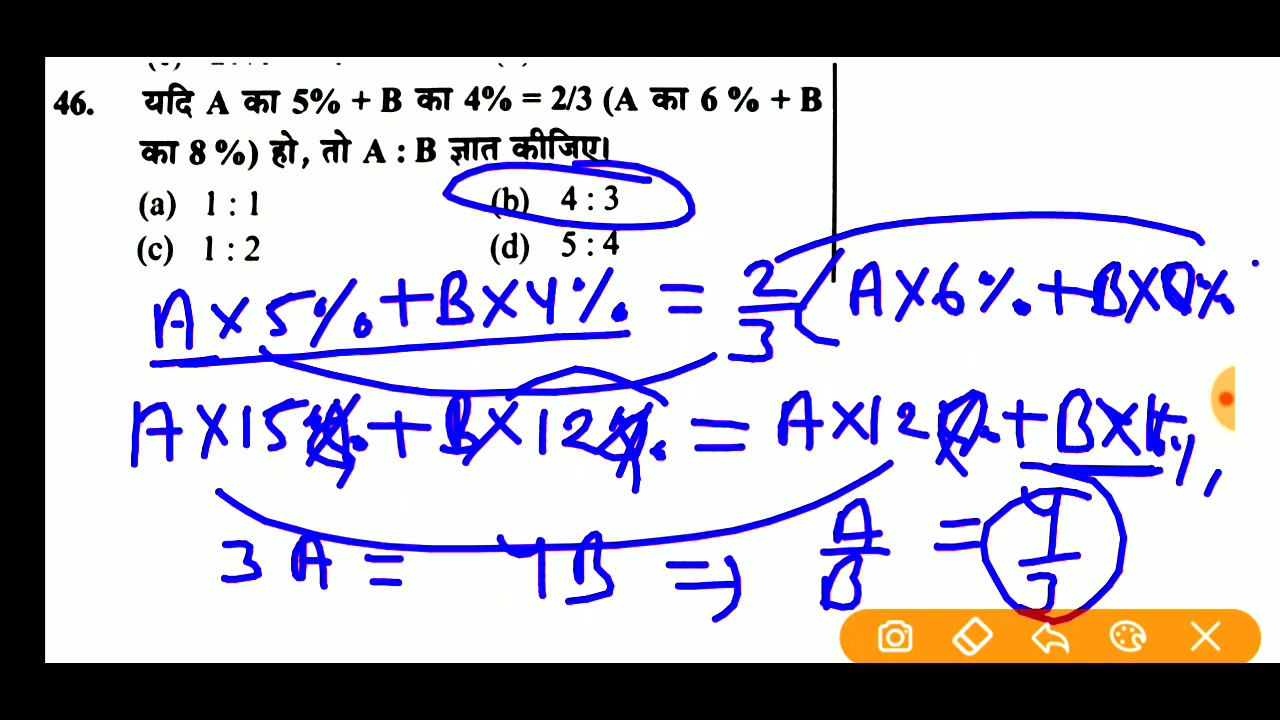 46. यदि A का 5% + B का 4% = 2/3 (A का 6 % + B
का 8 %) हो, तो A : B ज्ञात कीजिए।
(a) 1 : 1 (b) 4 : 3
(c) 1 : 2 (d) 5 : 4
A×5%+B×4% = 2/3 (A×6%+B×8%
A×15%+B×12% = A×12%+B×16%
3A = 4B ⇒ A/B = 4/3